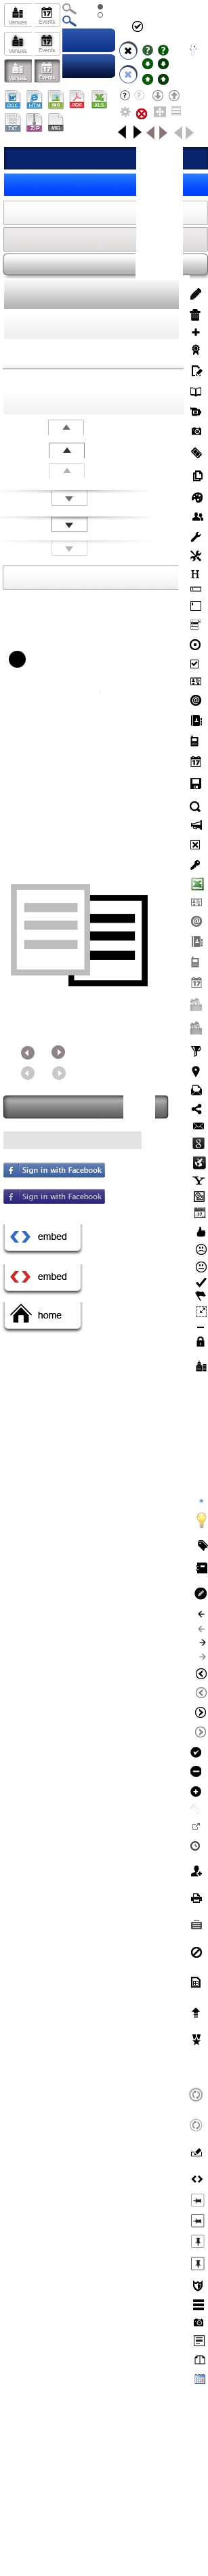 Venues Events
Venues Events
Venues Events
DOC HTM IMG PDF XLS
TXT ZIP MSG
17
H
17
17
Sign in with Facebook
Sign in with Facebook
embed
embed
home